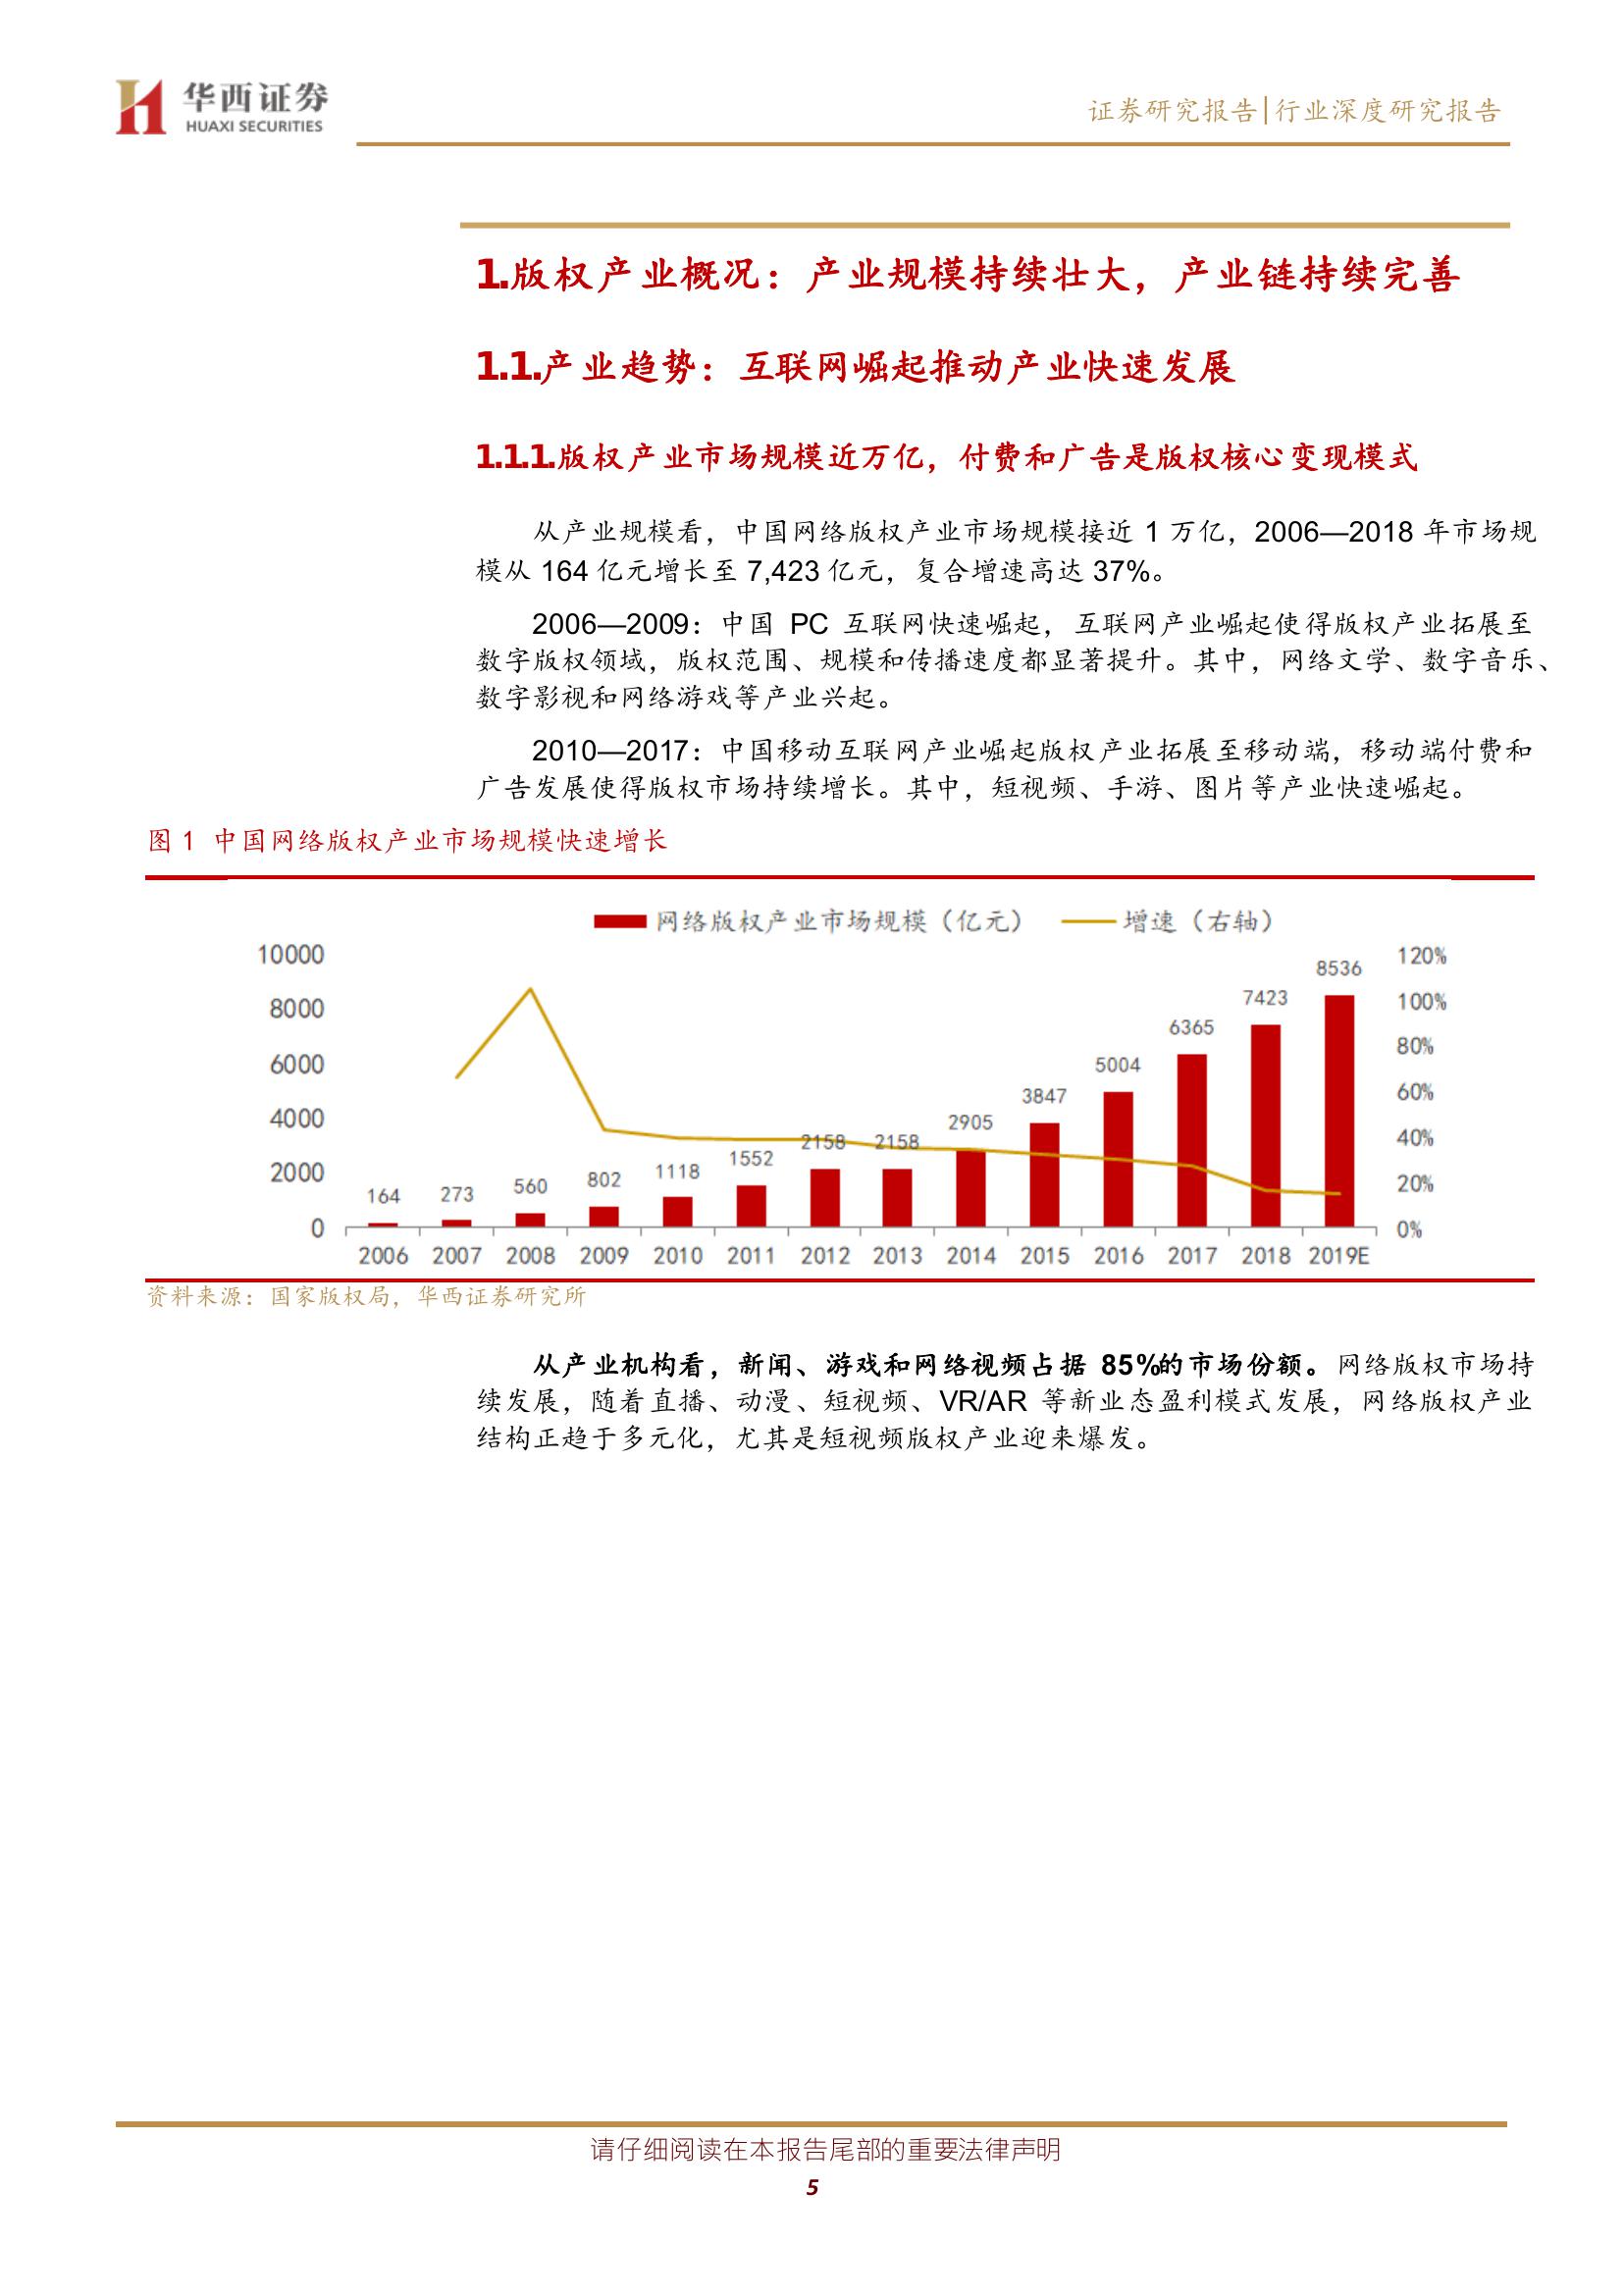 华西证券
HUAXI SECURITIES
证券研究报告|行业深度研究报告
1.版权产业概况：产业规模持续壮大，产业链持续完善
1.1.产业趋势：互联网崛起推动产业快速发展
1.1.1.版权产业市场规模近万亿，付费和广告是版权核心变现模式
从产业规模看，中国网络版权产业市场规模接近 1 万亿，2006—2018 年市场规
模从 164 亿元增长至 7,423 亿元，复合增速高达 37%。
2006—2009：中国 PC 互联网快速崛起，互联网产业崛起使得版权产业拓展至
数字版权领域，版权范围、规模和传播速度都显著提升。其中，网络文学、数字音乐、
数字影视和网络游戏等产业兴起。
2010—2017：中国移动互联网产业崛起版权产业拓展至移动端，移动端付费和
广告发展使得版权市场持续增长。其中，短视频、手游、图片等产业快速崛起。
图 1 中国网络版权产业市场规模快速增长
网络版权产业市场规模（亿元） 增速（右轴）
10000
8000
6000
4000
2000
0
164 273 560 802 1118 1552 2158 2158 2905 3847 5004 6365 7423 8536
120%
100%
80%
60%
40%
20%
0%
2006 2007 2008 2009 2010 2011 2012 2013 2014 2015 2016 2017 2018 2019E
资料来源：国家版权局，华西证券研究所
从产业机构看，新闻、游戏和网络视频占据 85%的市场份额。网络版权市场持
续发展，随着直播、动漫、短视频、VR/AR 等新业态盈利模式发展，网络版权产业
结构正趋于多元化，尤其是短视频版权产业迎来爆发。
请仔细阅读在本报告尾部的重要法律声明
5